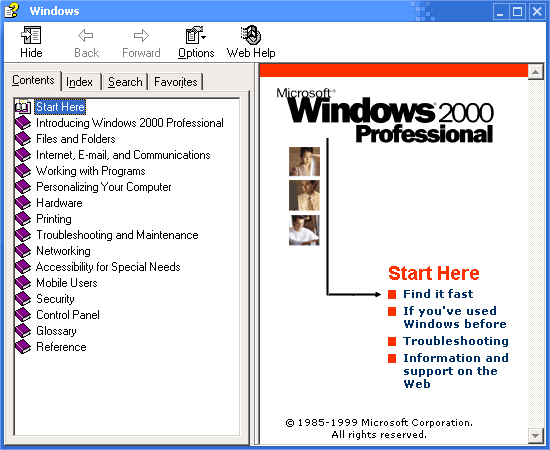 Windows
Hide
Back
Forward
Options
Web Help
Contents
Index
Search
Favorites
Start Here
Introducing Windows 2000 Professional
Files and Folders
Internet, E-mail, and Communications
Working with Programs
Personalizing Your Computer
Hardware
Printing
Troubleshooting and Maintenance
Networking
Accessibility for Special Needs
Mobile Users
Security
Control Panel
Glossary
Reference
Microsoft®
Windows® 2000
Professional
Start Here
Find it fast
If you've used
Windows before
Troubleshooting
Information and
support on the
Web
© 1985-1999 Microsoft Corporation.
All rights reserved.